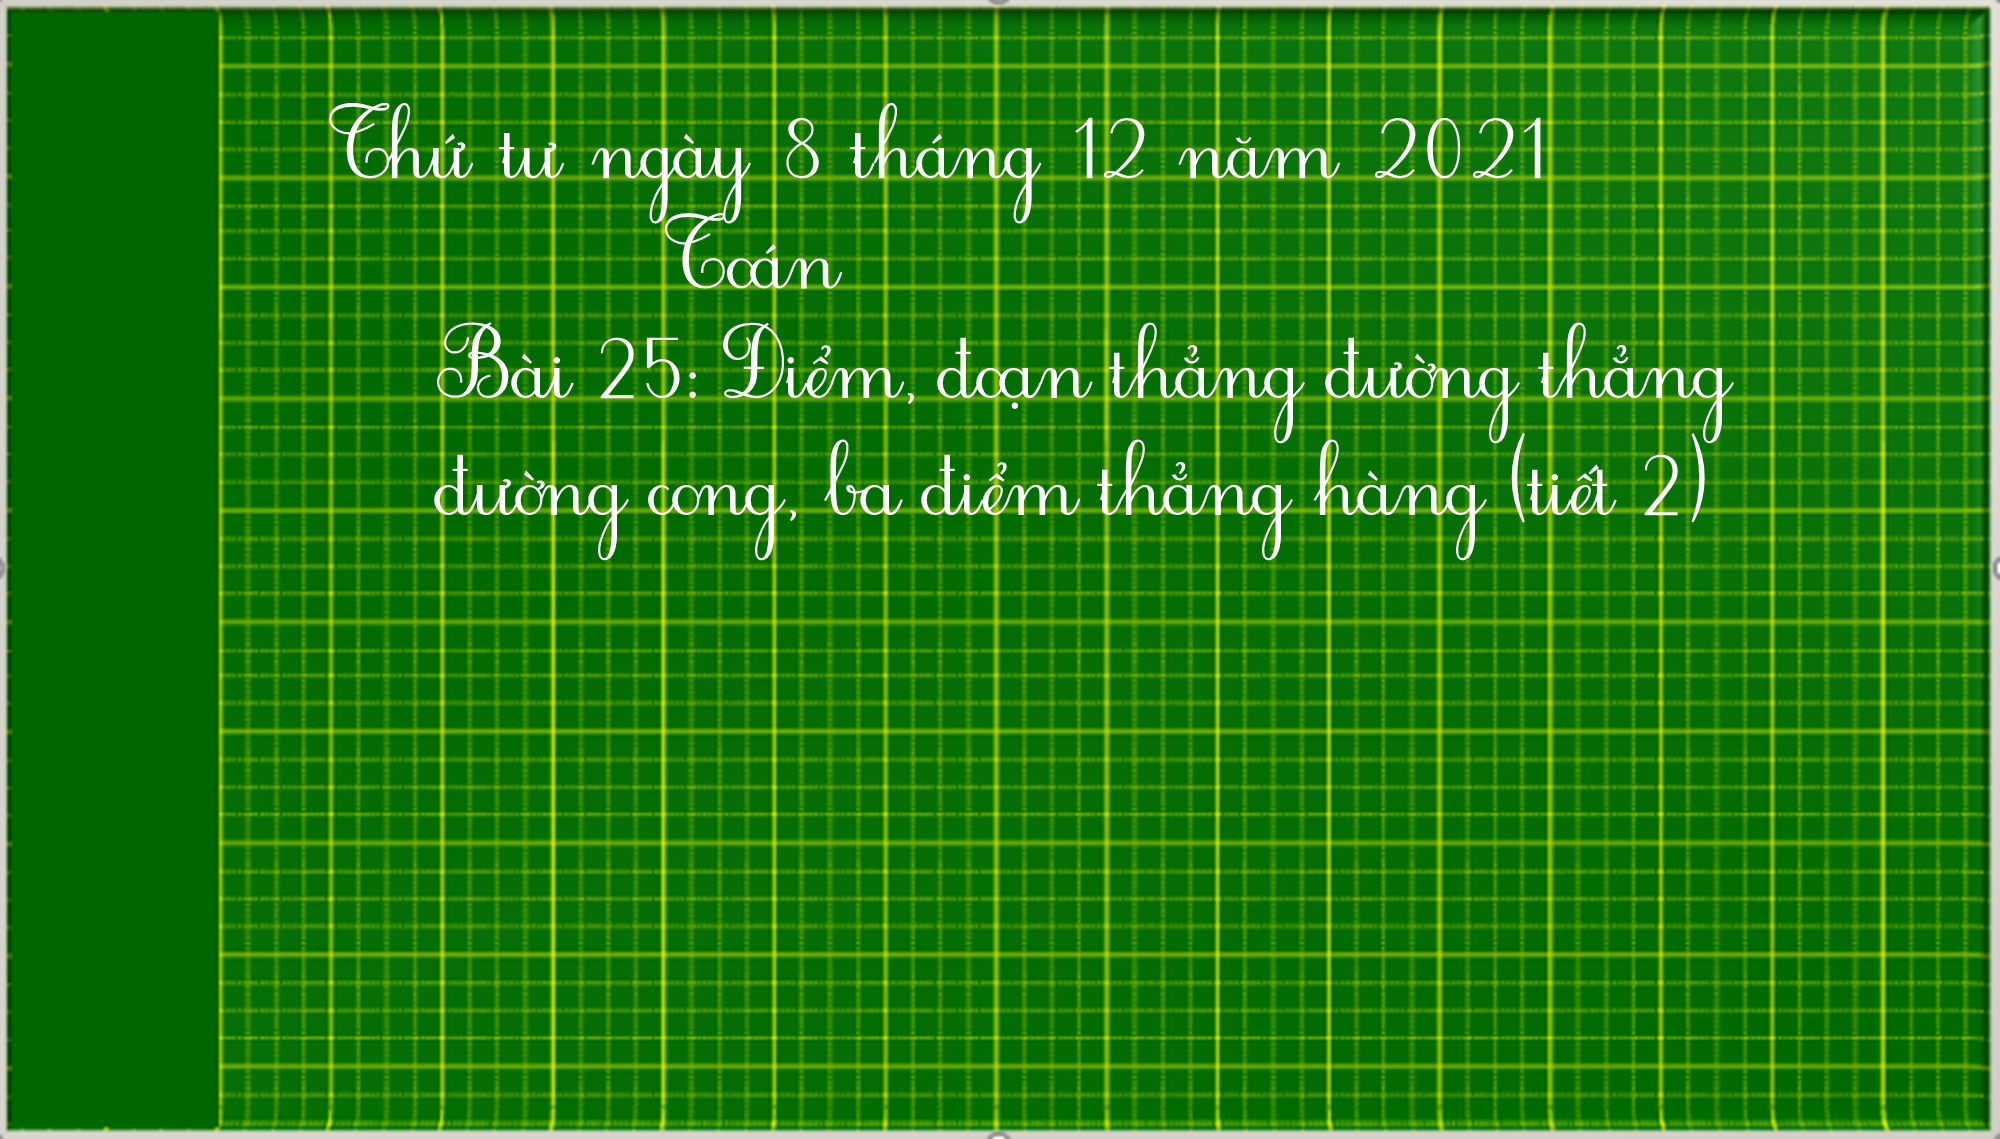 Thứ tư ngày 8 tháng 12 năm 2021
Toán
Bài 25: Điểm, đoạn thẳng đường thẳng
đường cong, ba điểm thẳng hàng (tiết 2)